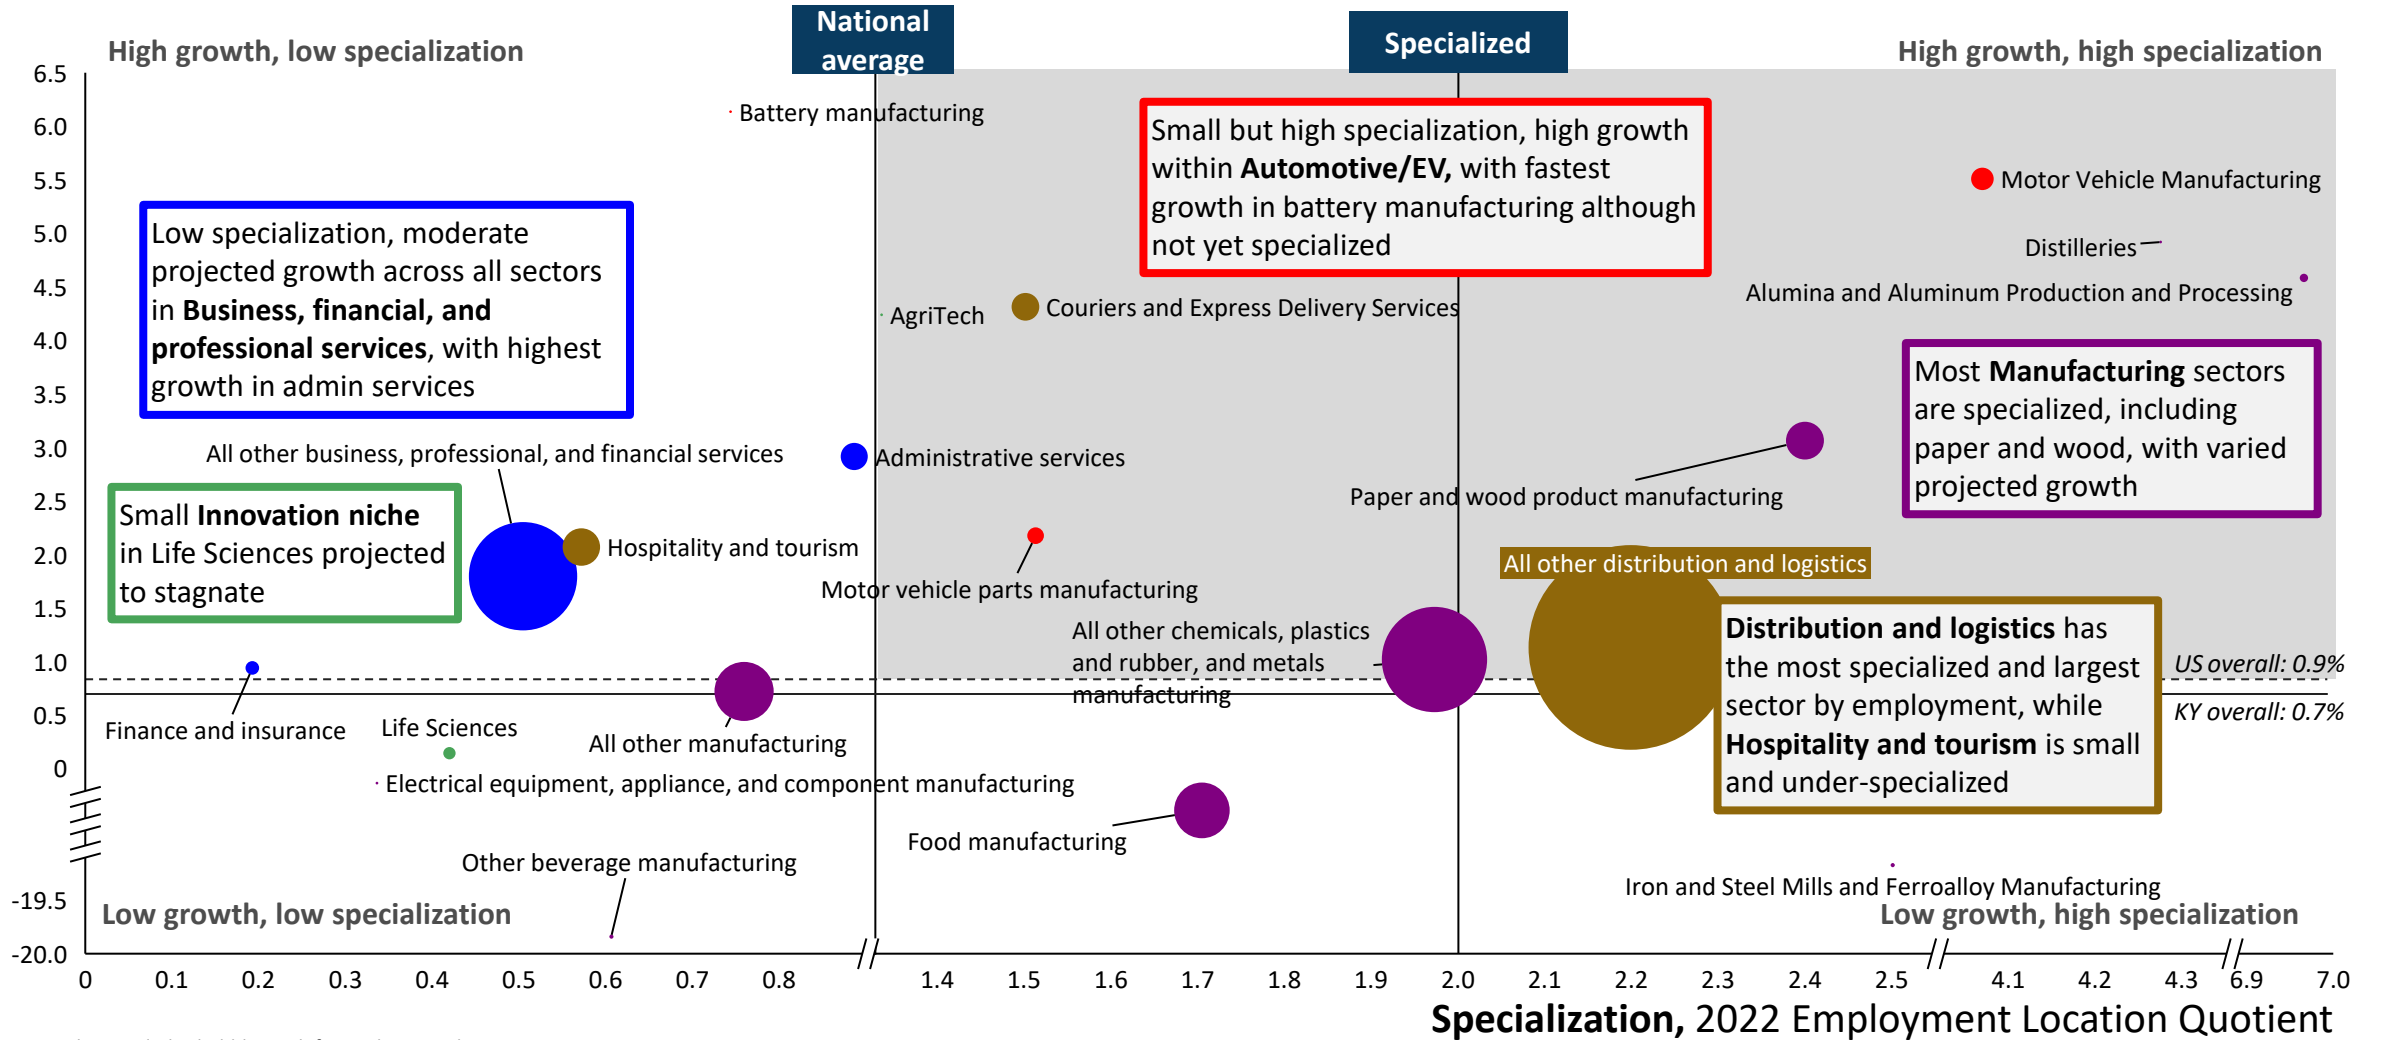 National
average
Specialized
High growth, low specialization
High growth, high specialization
6.5
6.0
5.5
5.0
4.5
4.0
3.5
3.0
2.5
2.0
1.5
1.0
0.5
0
-19.5
-20.0
Battery manufacturing
Small but high specialization, high growth
within Automotive/EV, with fastest
growth in battery manufacturing although
not yet specialized
Motor Vehicle Manufacturing
Distilleries
Alumina and Aluminum Production and Processing
Low specialization, moderate
projected growth across all sectors
in Business, financial, and
professional services, with highest
growth in admin services
AgriTech
Couriers and Express Delivery Services
Most Manufacturing sectors
are specialized, including
paper and wood, with varied
projected growth
All other business, professional, and financial services
Administrative services
Paper and wood product manufacturing
Small Innovation niche
in Life Sciences projected
to stagnate
Hospitality and tourism
Motor vehicle parts manufacturing
All other distribution and logistics
All other chemicals, plastics
and rubber, and metals
manufacturing
Distribution and logistics has
the most specialized and largest
sector by employment, while
Hospitality and tourism is small
and under-specialized
US overall: 0.9%
KY overall: 0.7%
Finance and insurance
Life Sciences
All other manufacturing
Electrical equipment, appliance, and component manufacturing
Food manufacturing
Other beverage manufacturing
Iron and Steel Mills and Ferroalloy Manufacturing
Low growth, low specialization
Low growth, high specialization
0 0.1 0.2 0.3 0.4 0.5 0.6 0.7 0.8 1.4 1.5 1.6 1.7 1.8 1.9 2.0 2.1 2.2 2.3 2.4 2.5 4.1 4.2 4.3 6.9 7.0
Specialization, 2022 Employment Location Quotient